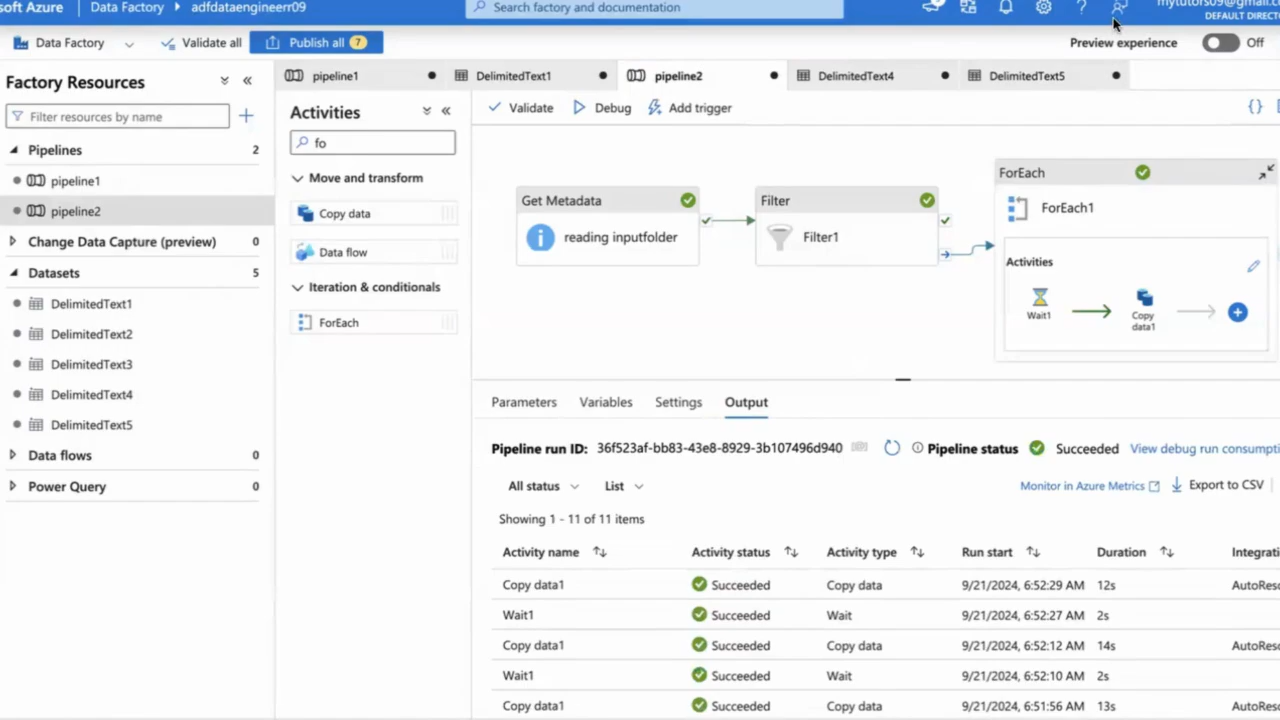 soft Azure
Data Factory
adfdataengineerr09
Search factory and documentation
mytutors09@gmail.c
DEFAULT DIRECT
Data Factory
Validate all
Publish all 7
Preview experience
Off
Factory Resources
Filter resources by name
Pipelines 2
pipeline1
pipeline2
Change Data Capture (preview) 0
Datasets 5
DelimitedText1
DelimitedText2
DelimitedText3
DelimitedText4
DelimitedText5
Data flows 0
Power Query 0
pipeline1
DelimitedText1
pipeline2
DelimitedText4
DelimitedText5
Activities
fo
Move and transform
Copy data
Data flow
Iteration & conditionals
ForEach
Validate
Debug
Add trigger
{}
Get Metadata
reading inputfolder
Filter
Filter1
ForEach
ForEach1
Activities
Wait1
Copy
data1
Parameters
Variables
Settings
Output
Pipeline run ID: 36f523af-bb83-43e8-8929-3b107496d940
Pipeline status
Succeeded
View debug run consumpti
All status
List
Monitor in Azure Metrics
Export to CSV
Showing 1 - 11 of 11 items
Activity name Activity status Activity type Run start Duration Integrati
Copy data1 Succeeded Copy data 9/21/2024, 6:52:29 AM 12s AutoReso
Wait1 Succeeded Wait 9/21/2024, 6:52:27 AM 2s
Copy data1 Succeeded Copy data 9/21/2024, 6:52:12 AM 14s AutoReso
Wait1 Succeeded Wait 9/21/2024, 6:52:10 AM 2s
Copy data1 Succeeded Copy data 9/21/2024, 6:51:56 AM 13s AutoReso